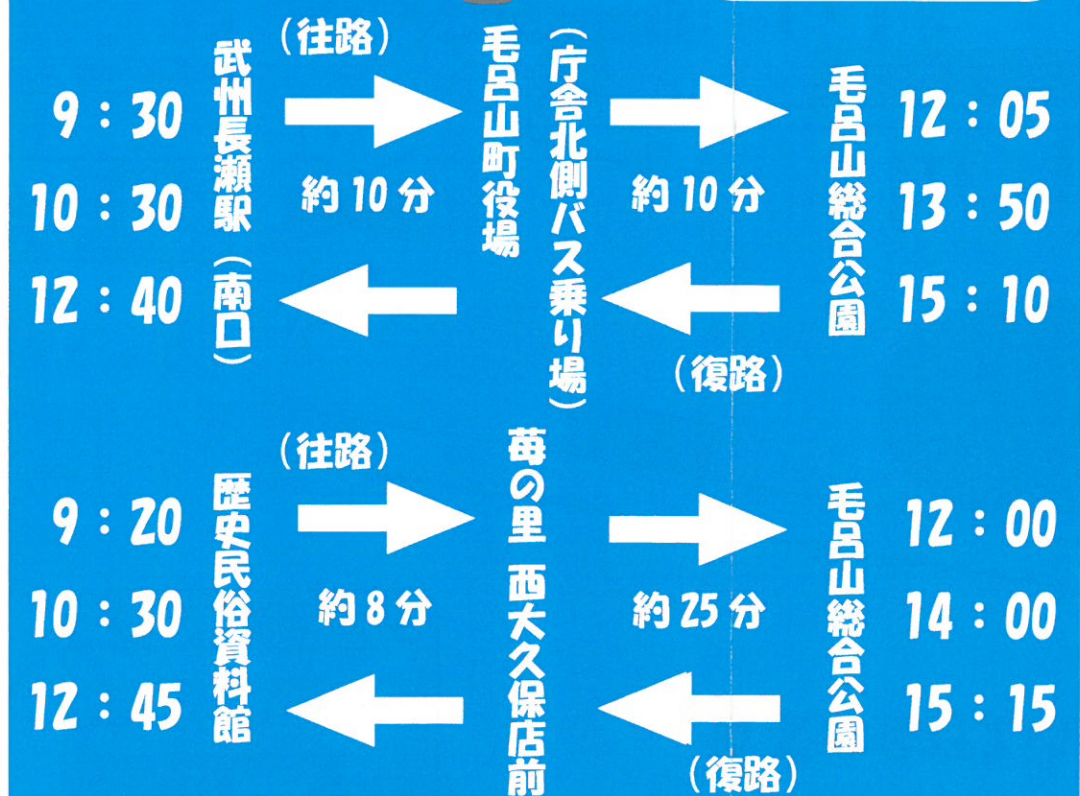 (往路)
9:30
10:30
12:40
武州長瀬駅(南口)
約10分
毛呂山町役場
(庁舎北側バス乗り場)
約10分
(復路)
毛呂山総合公園
12:05
13:50
15:10
(往路)
9:20
10:30
12:45
歴史民俗資料館
約8分
苺の里 西大久保店前
約25分
(復路)
毛呂山総合公園
12:00
14:00
15:15